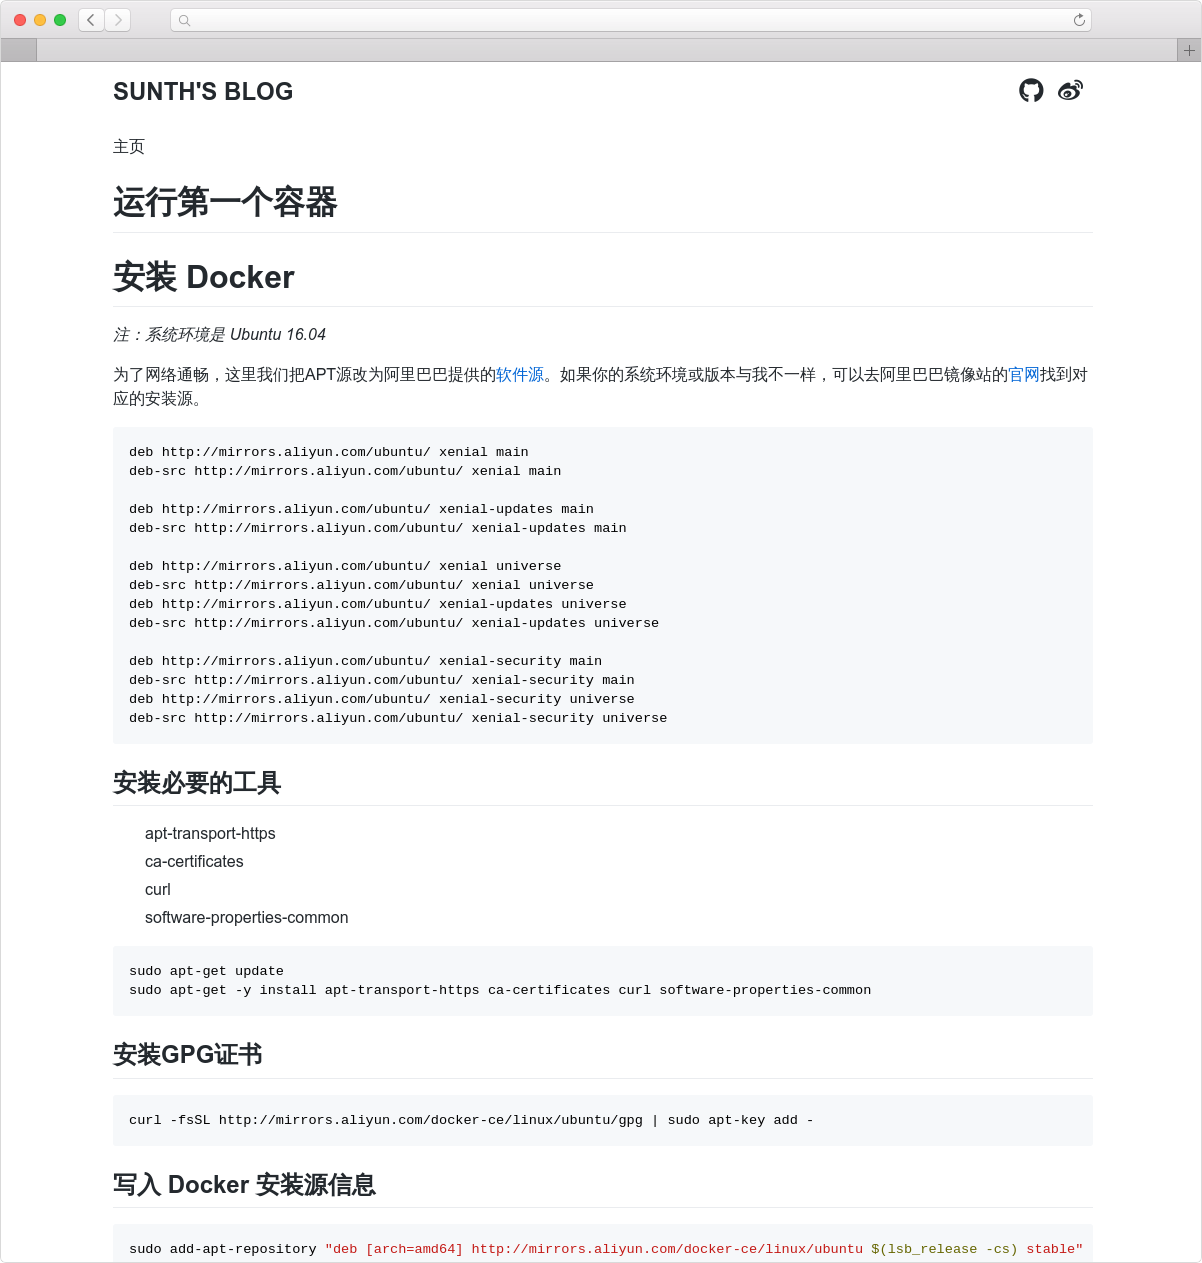 SUNTH'S BLOG
主页
运行第一个容器
安装 Docker
注：系统环境是 Ubuntu 16.04
为了网络通畅，这里我们把APT源改为阿里巴巴提供的软件源。如果你的系统环境或版本与我不一样，可以去阿里巴巴镜像站的官网找到对
应的安装源。
deb http://mirrors.aliyun.com/ubuntu/ xenial main
deb-src http://mirrors.aliyun.com/ubuntu/ xenial main
deb http://mirrors.aliyun.com/ubuntu/ xenial-updates main
deb-src http://mirrors.aliyun.com/ubuntu/ xenial-updates main
deb http://mirrors.aliyun.com/ubuntu/ xenial universe
deb-src http://mirrors.aliyun.com/ubuntu/ xenial universe
deb http://mirrors.aliyun.com/ubuntu/ xenial-updates universe
deb-src http://mirrors.aliyun.com/ubuntu/ xenial-updates universe
deb http://mirrors.aliyun.com/ubuntu/ xenial-security main
deb-src http://mirrors.aliyun.com/ubuntu/ xenial-security main
deb http://mirrors.aliyun.com/ubuntu/ xenial-security universe
deb-src http://mirrors.aliyun.com/ubuntu/ xenial-security universe
安装必要的工具
apt-transport-https
ca-certificates
curl
software-properties-common
sudo apt-get update
sudo apt-get -y install apt-transport-https ca-certificates curl software-properties-common
安装GPG证书
curl -fsSL http://mirrors.aliyun.com/docker-ce/linux/ubuntu/gpg | sudo apt-key add -
写入 Docker 安装源信息
sudo add-apt-repository "deb [arch=amd64] http://mirrors.aliyun.com/docker-ce/linux/ubuntu $(lsb_release -cs) stable"